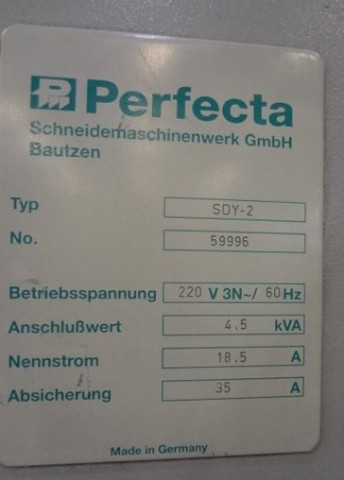 Perfecta
Schneidemaschinenwerk GmbH
Bautzen
Typ SDY-2
No. 59996
Betriebsspannung 220 V 3N~/ 60 Hz
Anschlußwert 4.5 kVA
Nennstrom 18.5 A
Absicherung 35 A
Made in Germany